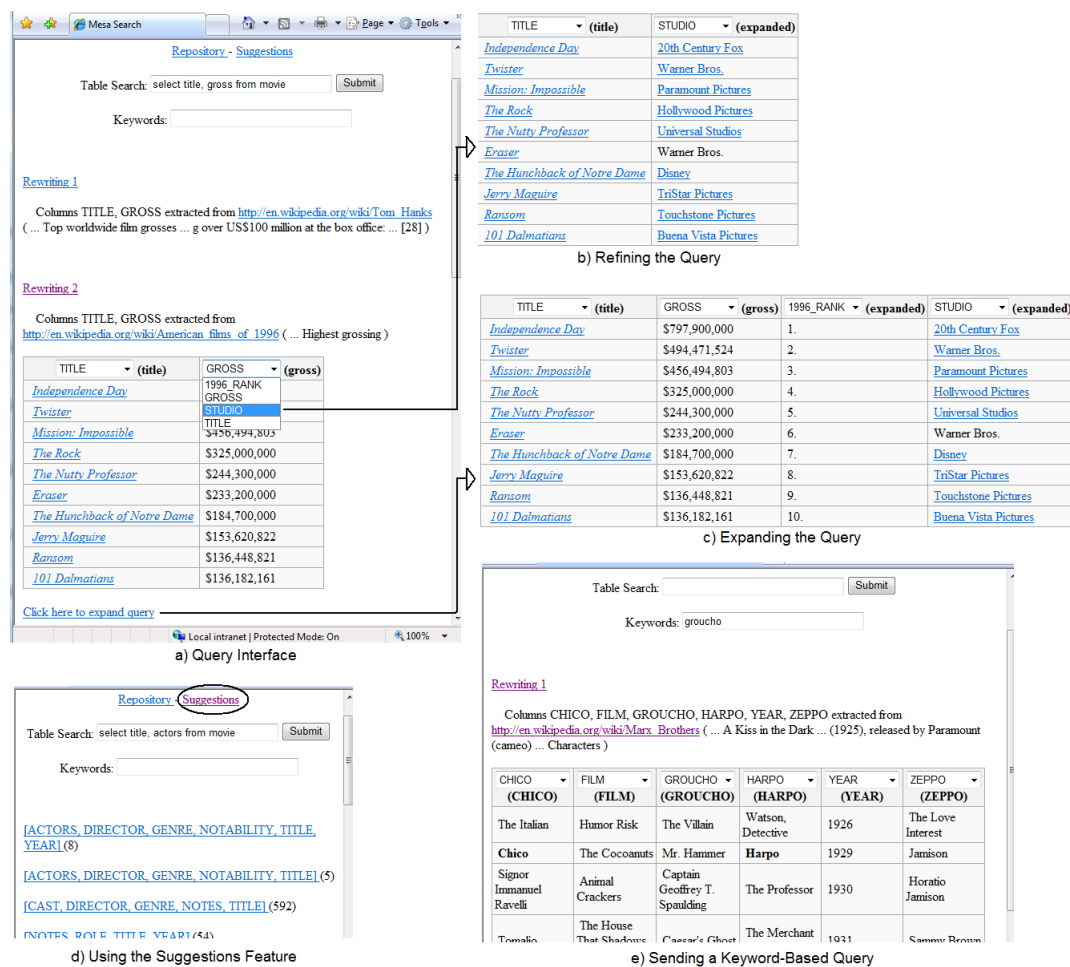 Mesa Search
Page
Tools
Repository - Suggestions
Table Search: select title, gross from movie Submit
Keywords:
Rewriting 1
Columns TITLE, GROSS extracted from http://en.wikipedia.org/wiki/Tom_Hanks
( ... Top worldwide film grosses ... g over US$100 million at the box office: ... [28] )
Rewriting 2
Columns TITLE, GROSS extracted from
http://en.wikipedia.org/wiki/American_films_of_1996 ( ... Highest grossing )
TITLE (title) GROSS (gross)
1996_RANK
GROSS
STUDIO
TITLE
Independence Day
Twister
Mission: Impossible $456,494,803
The Rock $325,000,000
The Nutty Professor $244,300,000
Eraser $233,200,000
The Hunchback of Notre Dame $184,700,000
Jerry Maguire $153,620,822
Ransom $136,448,821
101 Dalmatians $136,182,161
Click here to expand query
Local intranet | Protected Mode: On 100%
a) Query Interface
TITLE (title) STUDIO (expanded)
Independence Day 20th Century Fox
Twister Warner Bros.
Mission: Impossible Paramount Pictures
The Rock Hollywood Pictures
The Nutty Professor Universal Studios
Eraser Warner Bros.
The Hunchback of Notre Dame Disney
Jerry Maguire TriStar Pictures
Ransom Touchstone Pictures
101 Dalmatians Buena Vista Pictures
b) Refining the Query
TITLE (title) GROSS (gross) 1996_RANK (expanded) STUDIO (expanded)
Independence Day $797,900,000 1. 20th Century Fox
Twister $494,471,524 2. Warner Bros.
Mission: Impossible $456,494,803 3. Paramount Pictures
The Rock $325,000,000 4. Hollywood Pictures
The Nutty Professor $244,300,000 5. Universal Studios
Eraser $233,200,000 6. Warner Bros.
The Hunchback of Notre Dame $184,700,000 7. Disney
Jerry Maguire $153,620,822 8. TriStar Pictures
Ransom $136,448,821 9. Touchstone Pictures
101 Dalmatians $136,182,161 10. Buena Vista Pictures
c) Expanding the Query
Repository - Suggestions
Table Search: select title, actors from movie Submit
Keywords:
[ACTORS, DIRECTOR, GENRE, NOTABILITY, TITLE,
YEAR] (8)
[ACTORS, DIRECTOR, GENRE, NOTABILITY, TITLE] (5)
[CAST, DIRECTOR, GENRE, NOTES, TITLE] (592)
[NOTES, ROLE, TITLE, YEAR] (54)
d) Using the Suggestions Feature
Table Search: Submit
Keywords: groucho
Rewriting 1
Columns CHICO, FILM, GROUCHO, HARPO, YEAR, ZEPPO extracted from
http://en.wikipedia.org/wiki/Marx_Brothers ( ... A Kiss in the Dark ... (1925), released by Paramount
(cameo) ... Characters )
CHICO FILM GROUCHO HARPO YEAR ZEPPO
(CHICO) (FILM) (GROUCHO) (HARPO) (YEAR) (ZEPPO)
The Italian Humor Risk The Villain Watson, Detective 1926 The Love Interest
Chico The Cocoanuts Mr. Hammer Harpo 1929 Jamison
Signor Immanuel Ravelli Animal Crackers Captain Geoffrey T. Spaulding The Professor 1930 Horatio Jamison
Tomalio The House That Shadows Caesar's Ghost The Merchant 1931 Sammy Brown
e) Sending a Keyword-Based Query